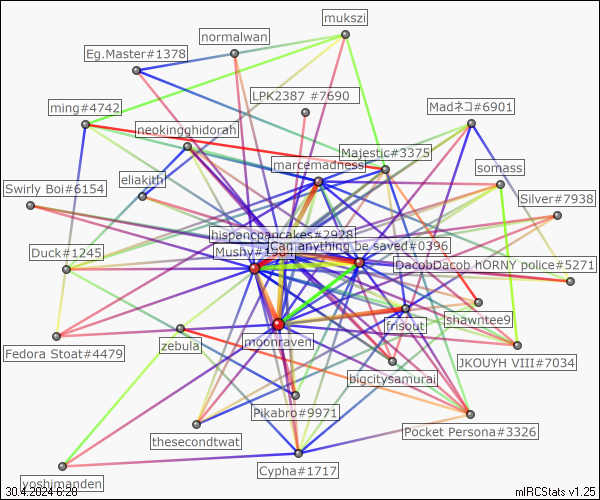 mukszi
normalwan
Eg.Master#1378
LPK2387 #7690
ming#4742
Madネコ#6901
neokingghidorah
Majestic#3375
marcemadness
somass
eliakith
Swirly Boi#6154
Silver#7938
hispancpancakes#2928
Can anything be saved#0396
Duck#1245
Mushy#1984
DacobDacob hORNY police#5271
shawntee9
frisout
moonraven
zebula
Fedora Stoat#4479
JKOUYH VIII#7034
bigcitysamurai
Pikabro#9971
Pocket Persona#3326
thesecondtwat
Cypha#1717
yoshimanden
30.4.2024 6:28
mIRCStats v1.25